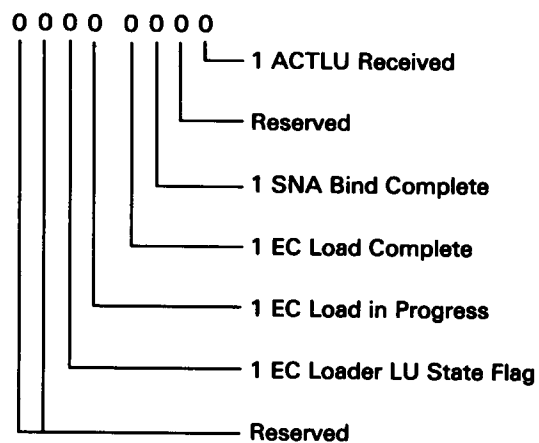 0 0 0 0 0 0 0 0
1 ACTLU Received
Reserved
1 SNA Bind Complete
1 EC Load Complete
1 EC Load in Progress
1 EC Loader LU State Flag
Reserved